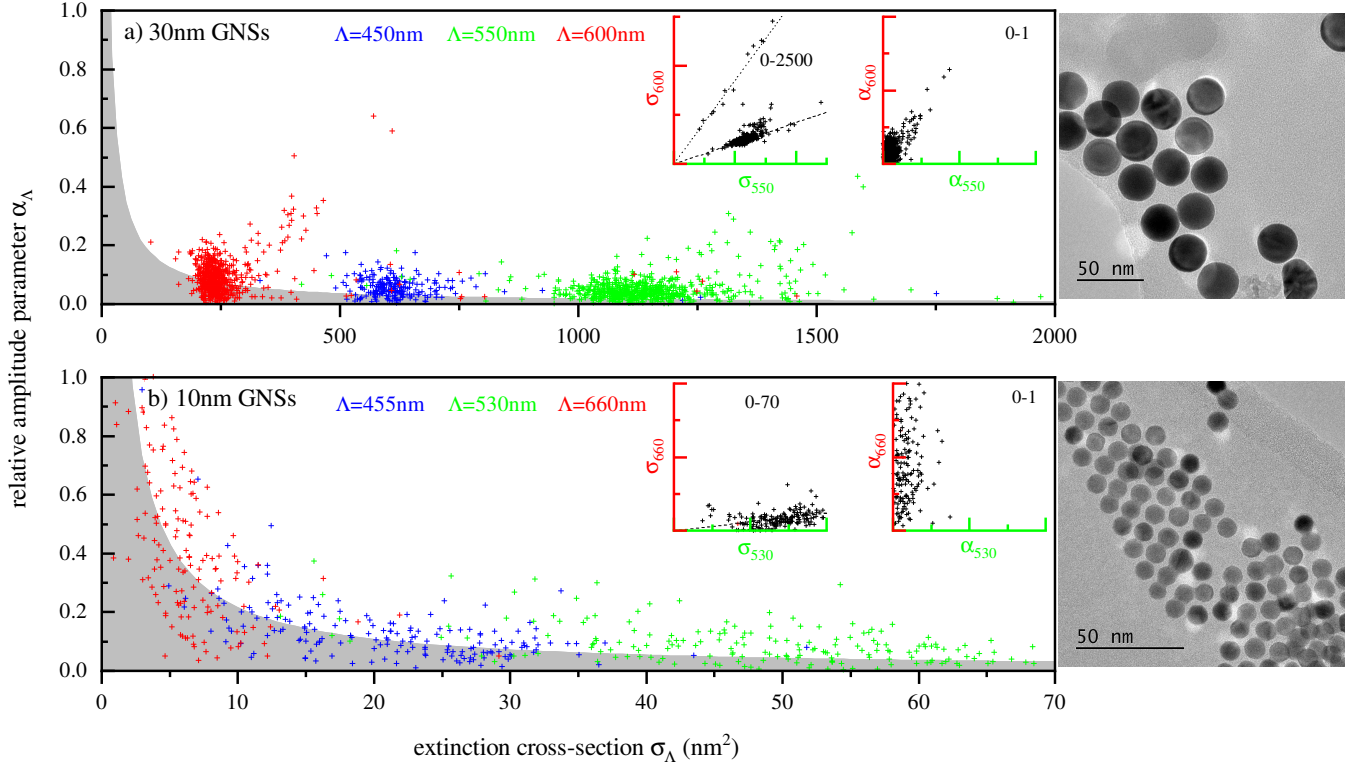 a) 30nm GNSs
Λ=450nm Λ=550nm Λ=600nm
1.0
0.8
0.6
0.4
0.2
0.0
0 500 1000 1500 2000
σ600
0-2500
σ550
α600
0-1
α550
50 nm
relative amplitude parameter αΛ
b) 10nm GNSs
Λ=455nm Λ=530nm Λ=660nm
1.0
0.8
0.6
0.4
0.2
0.0
0 10 20 30 40 50 60 70
σ660
0-70
σ530
α660
0-1
α530
50 nm
extinction cross-section σΛ (nm²)